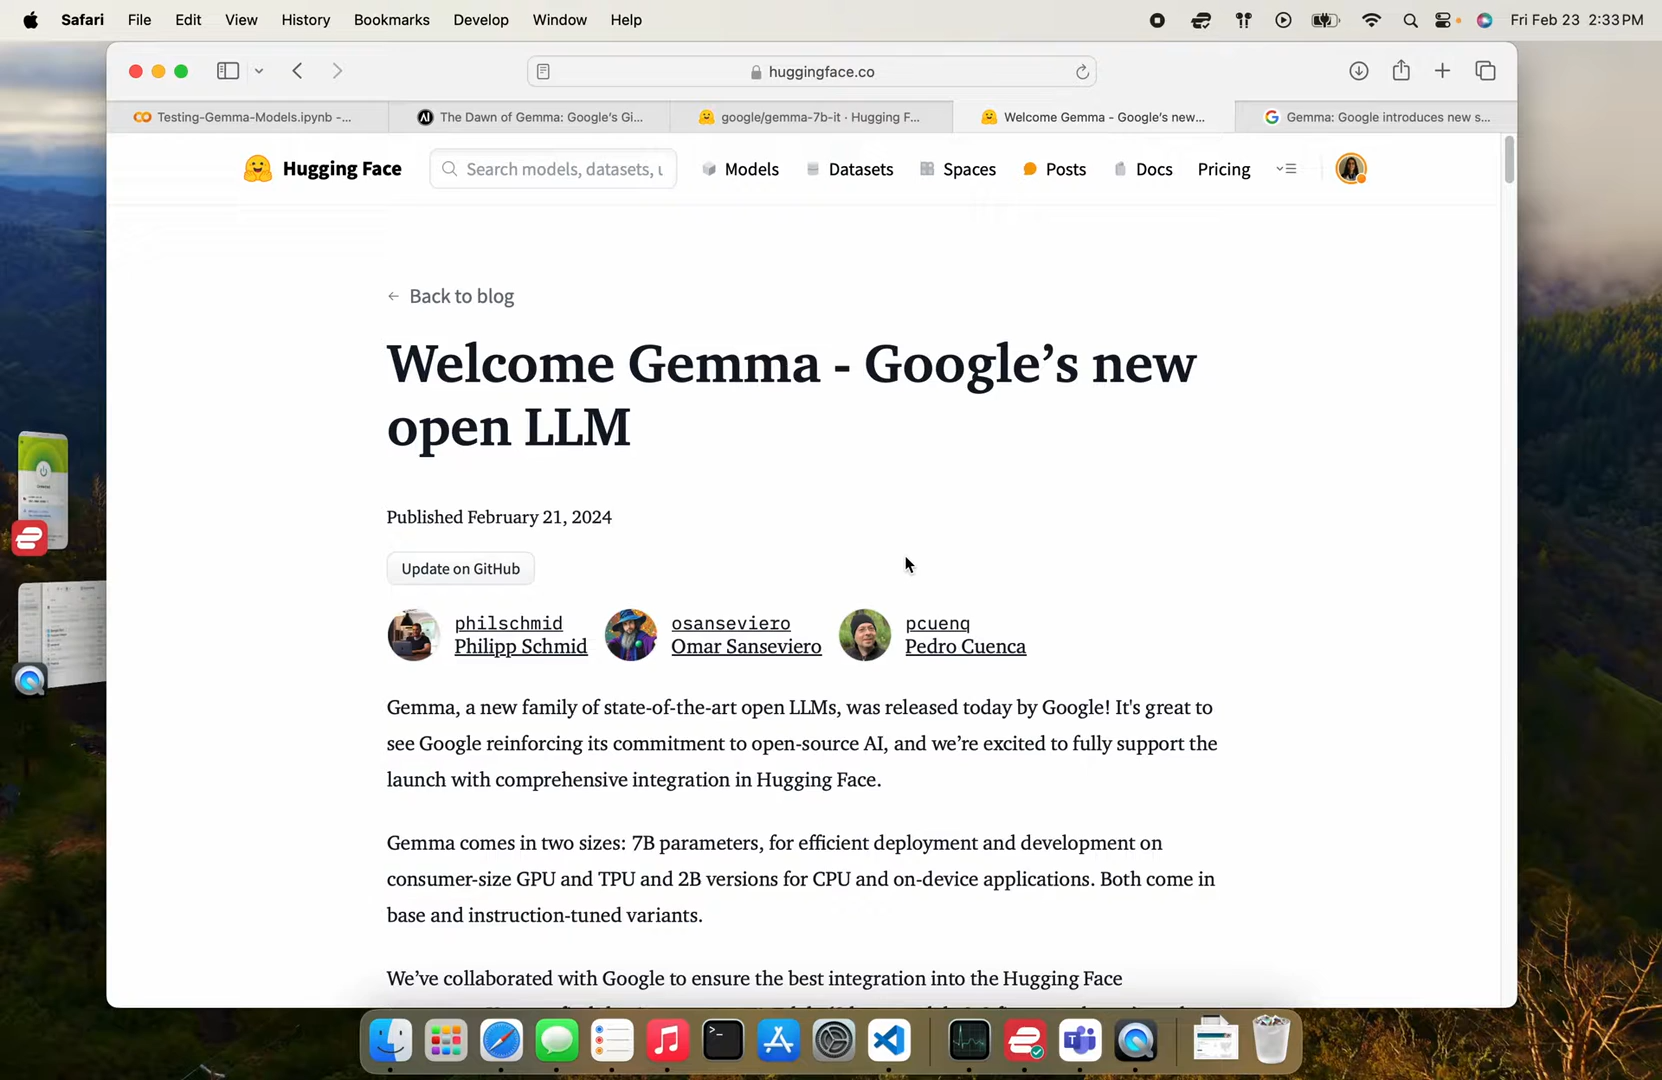 Safari File Edit View History Bookmarks Develop Window Help Fri Feb 23 2:33 PM
huggingface.co
Testing-Gemma-Models.ipynb -... The Dawn of Gemma: Google's Gi... google/gemma-7b-it · Hugging F... Welcome Gemma - Google's new... Gemma: Google introduces new s...
Hugging Face Search models, datasets, u Models Datasets Spaces Posts Docs Pricing
← Back to blog
Welcome Gemma - Google’s new
open LLM
Published February 21, 2024
Update on GitHub
philschmid osanseviero pcuenq
Philipp Schmid Omar Sanseviero Pedro Cuenca
Gemma, a new family of state-of-the-art open LLMs, was released today by Google! It's great to
see Google reinforcing its commitment to open-source AI, and we’re excited to fully support the
launch with comprehensive integration in Hugging Face.
Gemma comes in two sizes: 7B parameters, for efficient deployment and development on
consumer-size GPU and TPU and 2B versions for CPU and on-device applications. Both come in
base and instruction-tuned variants.
We’ve collaborated with Google to ensure the best integration into the Hugging Face